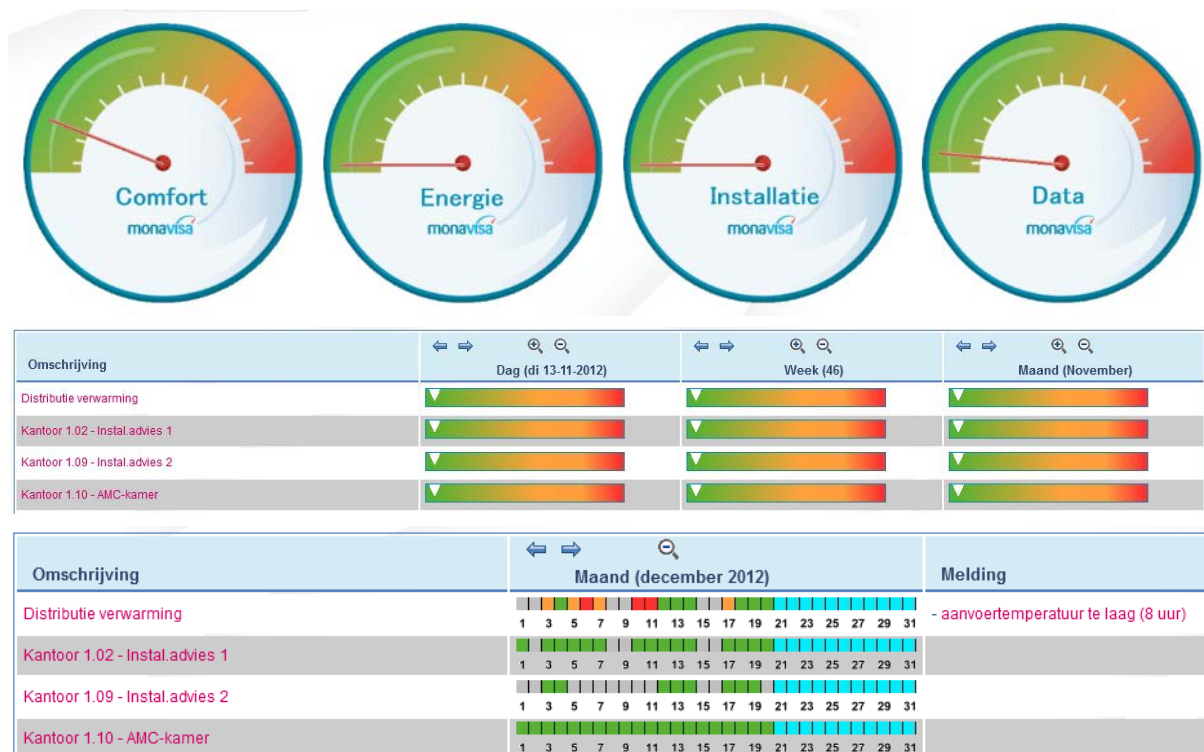 Comfort
monavisa
Energie
monavisa
Installatie
monavisa
Data
monavisa
Omschrijving
Dag (di 13-11-2012)
Week (46)
Maand (November)
Distributie verwarming
Kantoor 1.02 - Instal.advies 1
Kantoor 1.09 - Instal.advies 2
Kantoor 1.10 - AMC-kamer
Omschrijving
Maand (december 2012)
Melding
Distributie verwarming
1 3 5 7 9 11 13 15 17 19 21 23 25 27 29 31
- aanvoertemperatuur te laag (8 uur)
Kantoor 1.02 - Instal.advies 1
1 3 5 7 9 11 13 15 17 19 21 23 25 27 29 31
Kantoor 1.09 - Instal.advies 2
1 3 5 7 9 11 13 15 17 19 21 23 25 27 29 31
Kantoor 1.10 - AMC-kamer
1 3 5 7 9 11 13 15 17 19 21 23 25 27 29 31